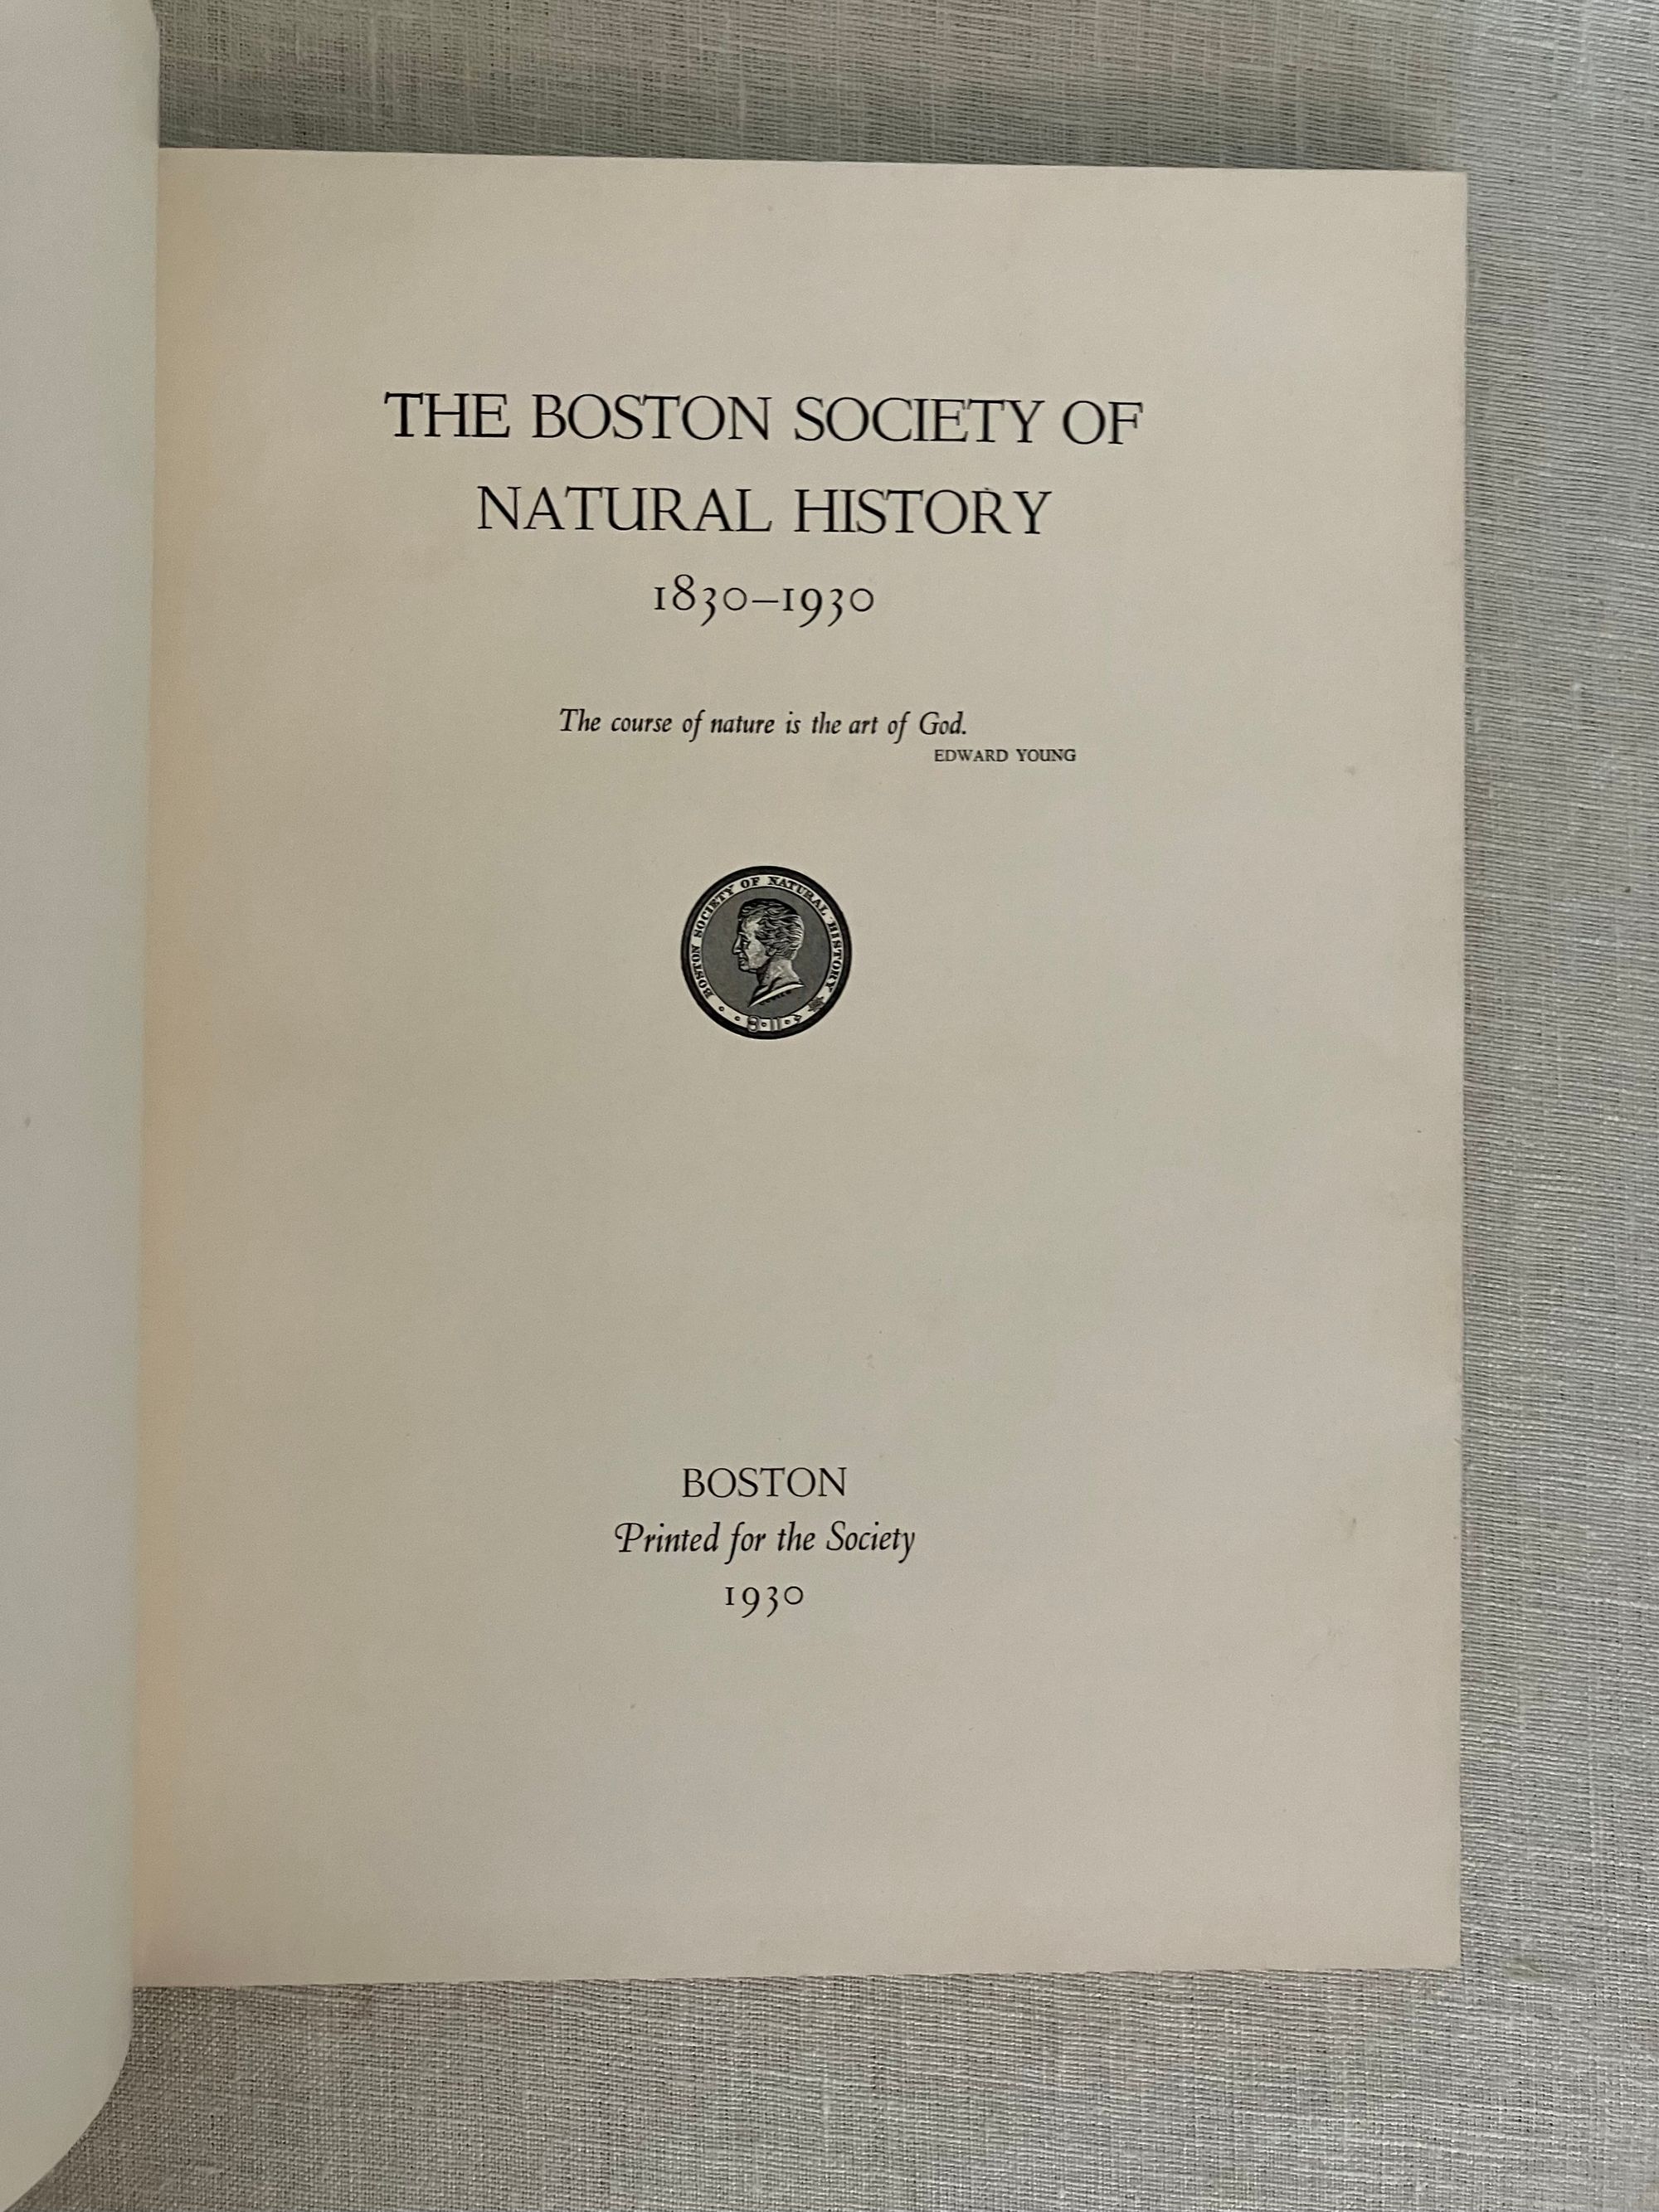 THE BOSTON SOCIETY OF
NATURAL HISTORY
1830–1930
The course of nature is the art of God.
EDWARD YOUNG
BOSTON SOCIETY OF NATURAL HISTORY
BOSTON
Printed for the Society
1930